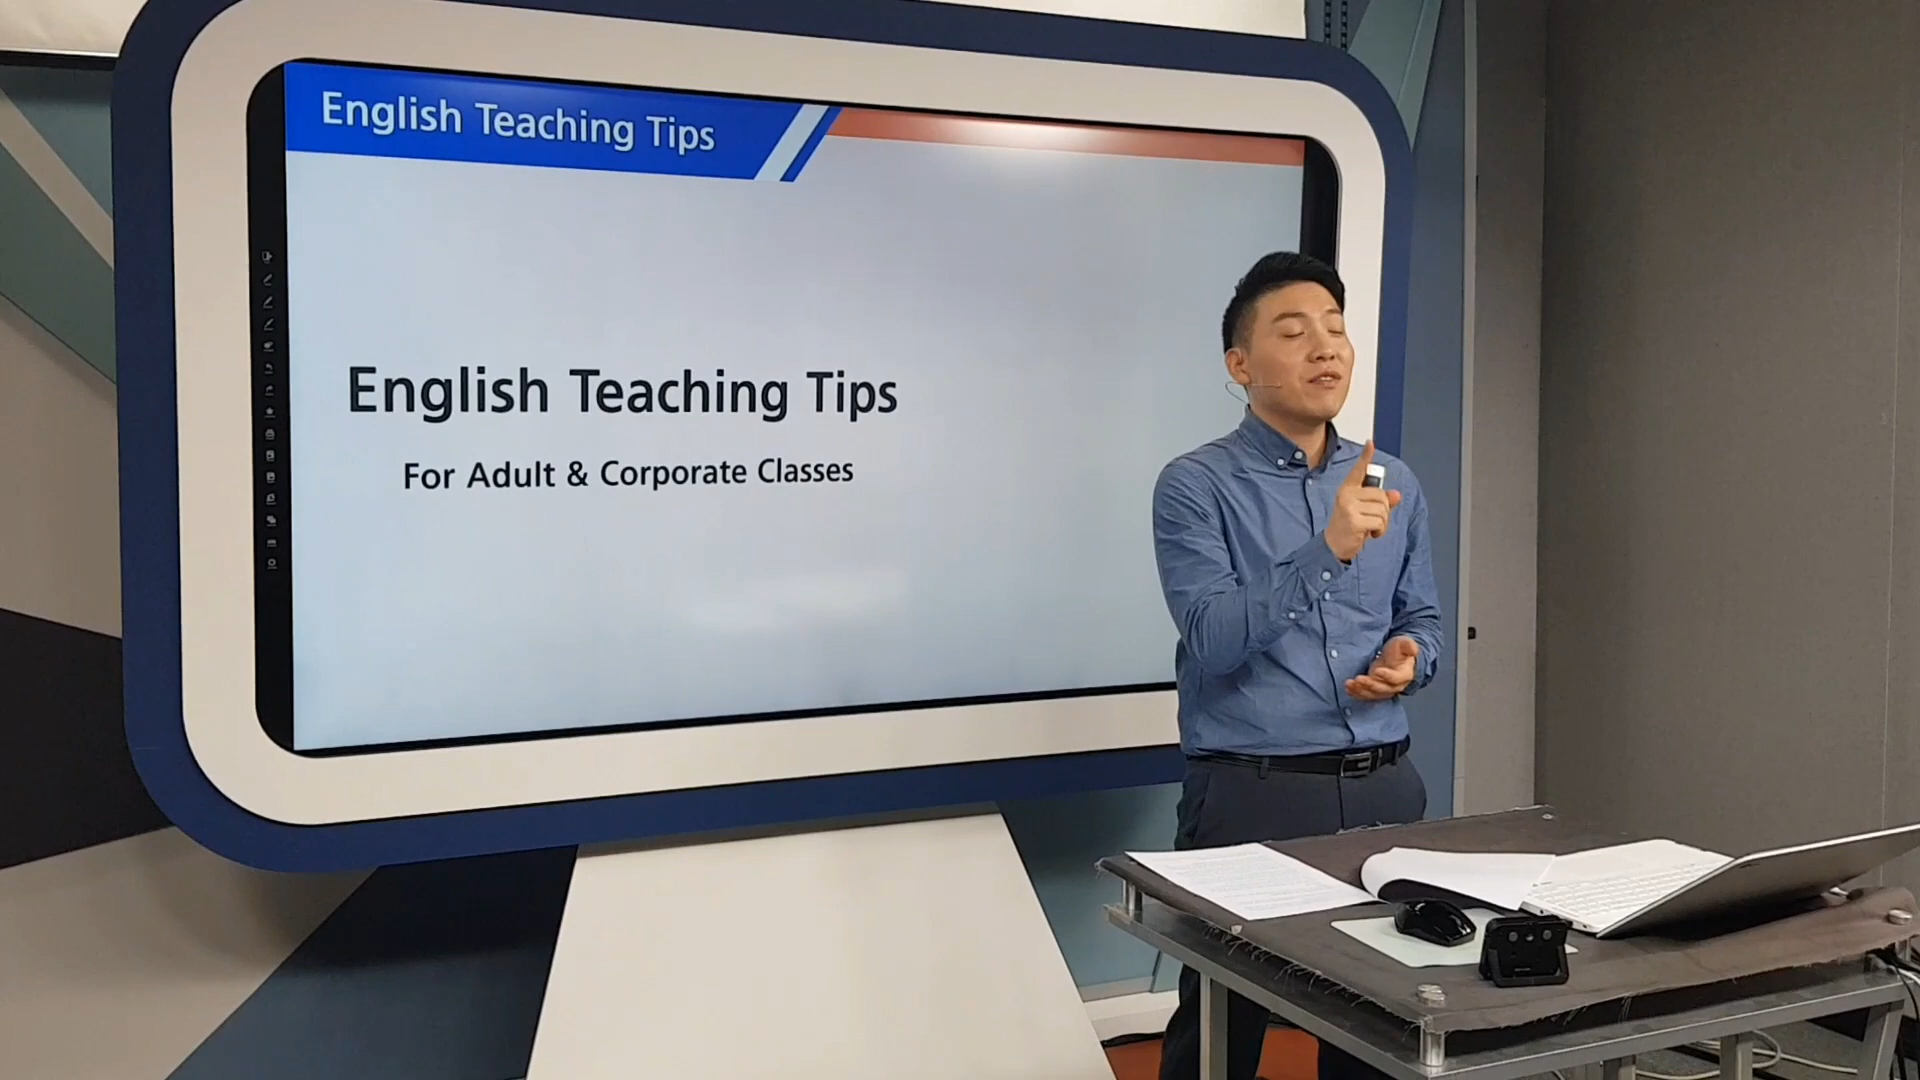 English Teaching Tips
English Teaching Tips
For Adult & Corporate Classes